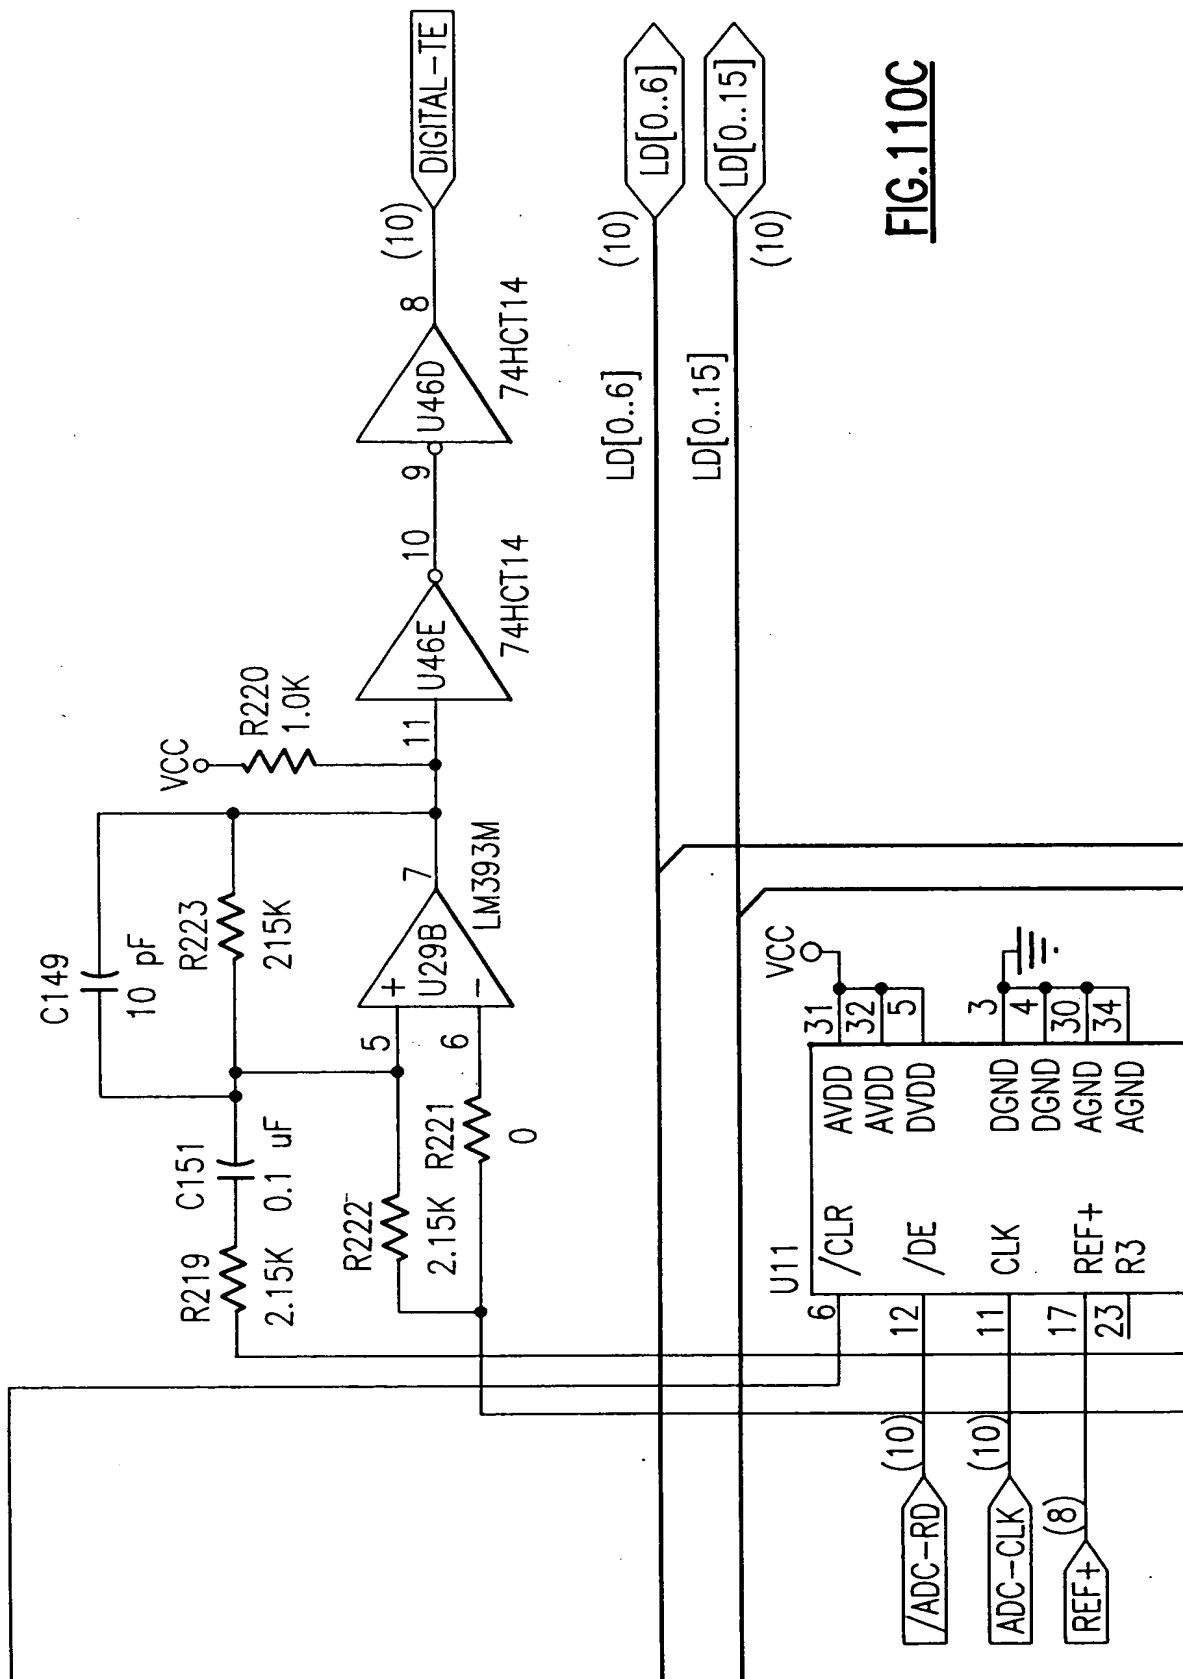 C149
10 pF
R223
215K
C151
0.1 uF
R219
2.15K
VCC
R220
1.0K
R222
2.15K
R221
0
5
6
+
-
U29B
7
LM393M
11
U46E
10
74HCT14
9
U46D
8
74HCT14
(10)
DIGITAL-TE
LD[0..6]
(10)
LD[0..6]
LD[0..15]
(10)
LD[0..15]
U11
6
/CLR
12
/DE
11
CLK
17
REF+
23
R3
AVDD
31
AVDD
32
DVDD
5
VCC
DGND
3
DGND
4
AGND
30
AGND
34
/ADC-RD
(10)
ADC-CLK
(10)
REF+
(8)
FIG.110C